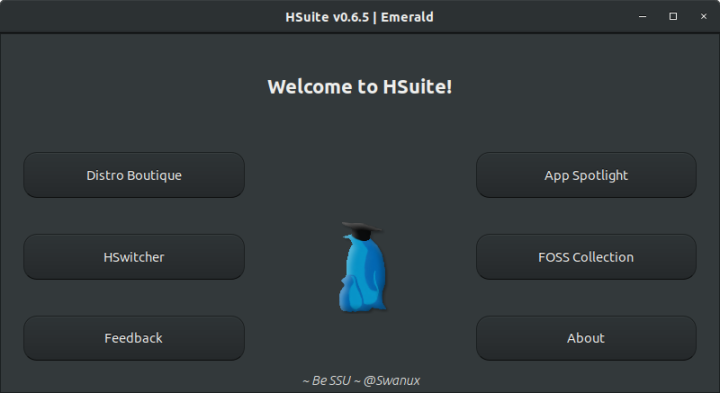 HSuite v0.6.5 | Emerald
Welcome to HSuite!
Distro Boutique
App Spotlight
HSwitcher
FOSS Collection
Feedback
About
~ Be SSU ~ @Swanux